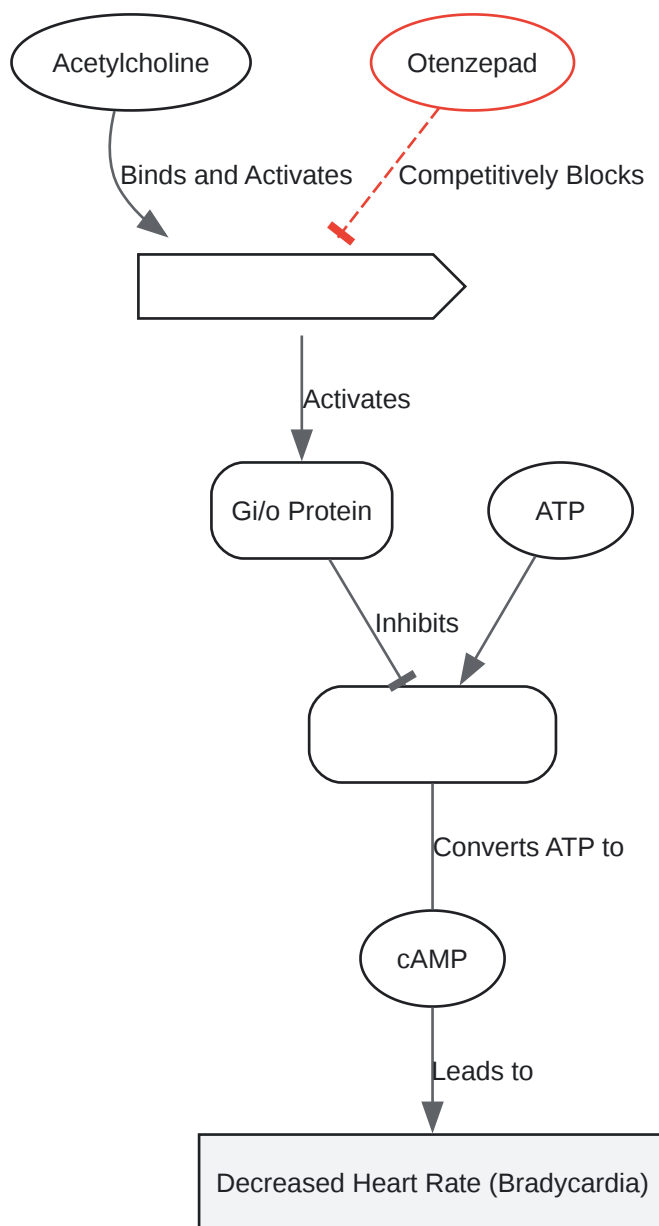 Acetylcholine
Otenzepad
Binds and Activates
Competitively Blocks
Activates
Gi/o Protein
ATP
Inhibits
Converts ATP to
cAMP
Leads to
Decreased Heart Rate (Bradycardia)